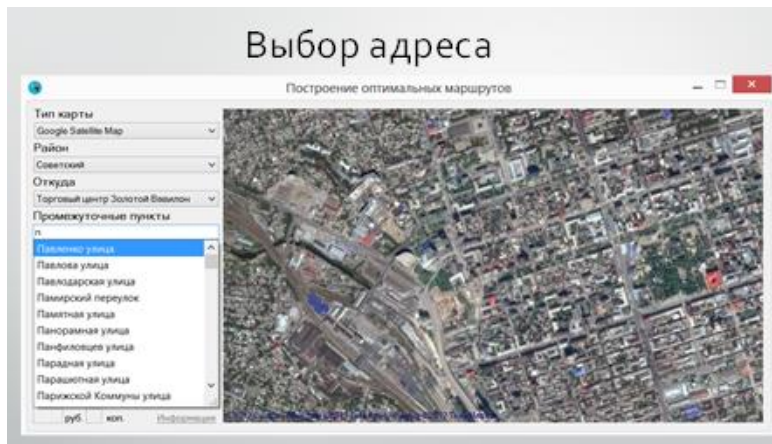 Выбор адреса
Построение оптимальных маршрутов
Тип карты
Google Satellite Map
Район
Советский
Откуда
Торговый центр Золотой Вавилон
Промежуточные пункты
п
Павленко улица
Павлова улица
Павлодарская улица
Памирский переулок
Памятная улица
Панорамная улица
Панфиловцев улица
Парадная улица
Парашютная улица
Парижской Коммуны улица
руб. коп. Информация